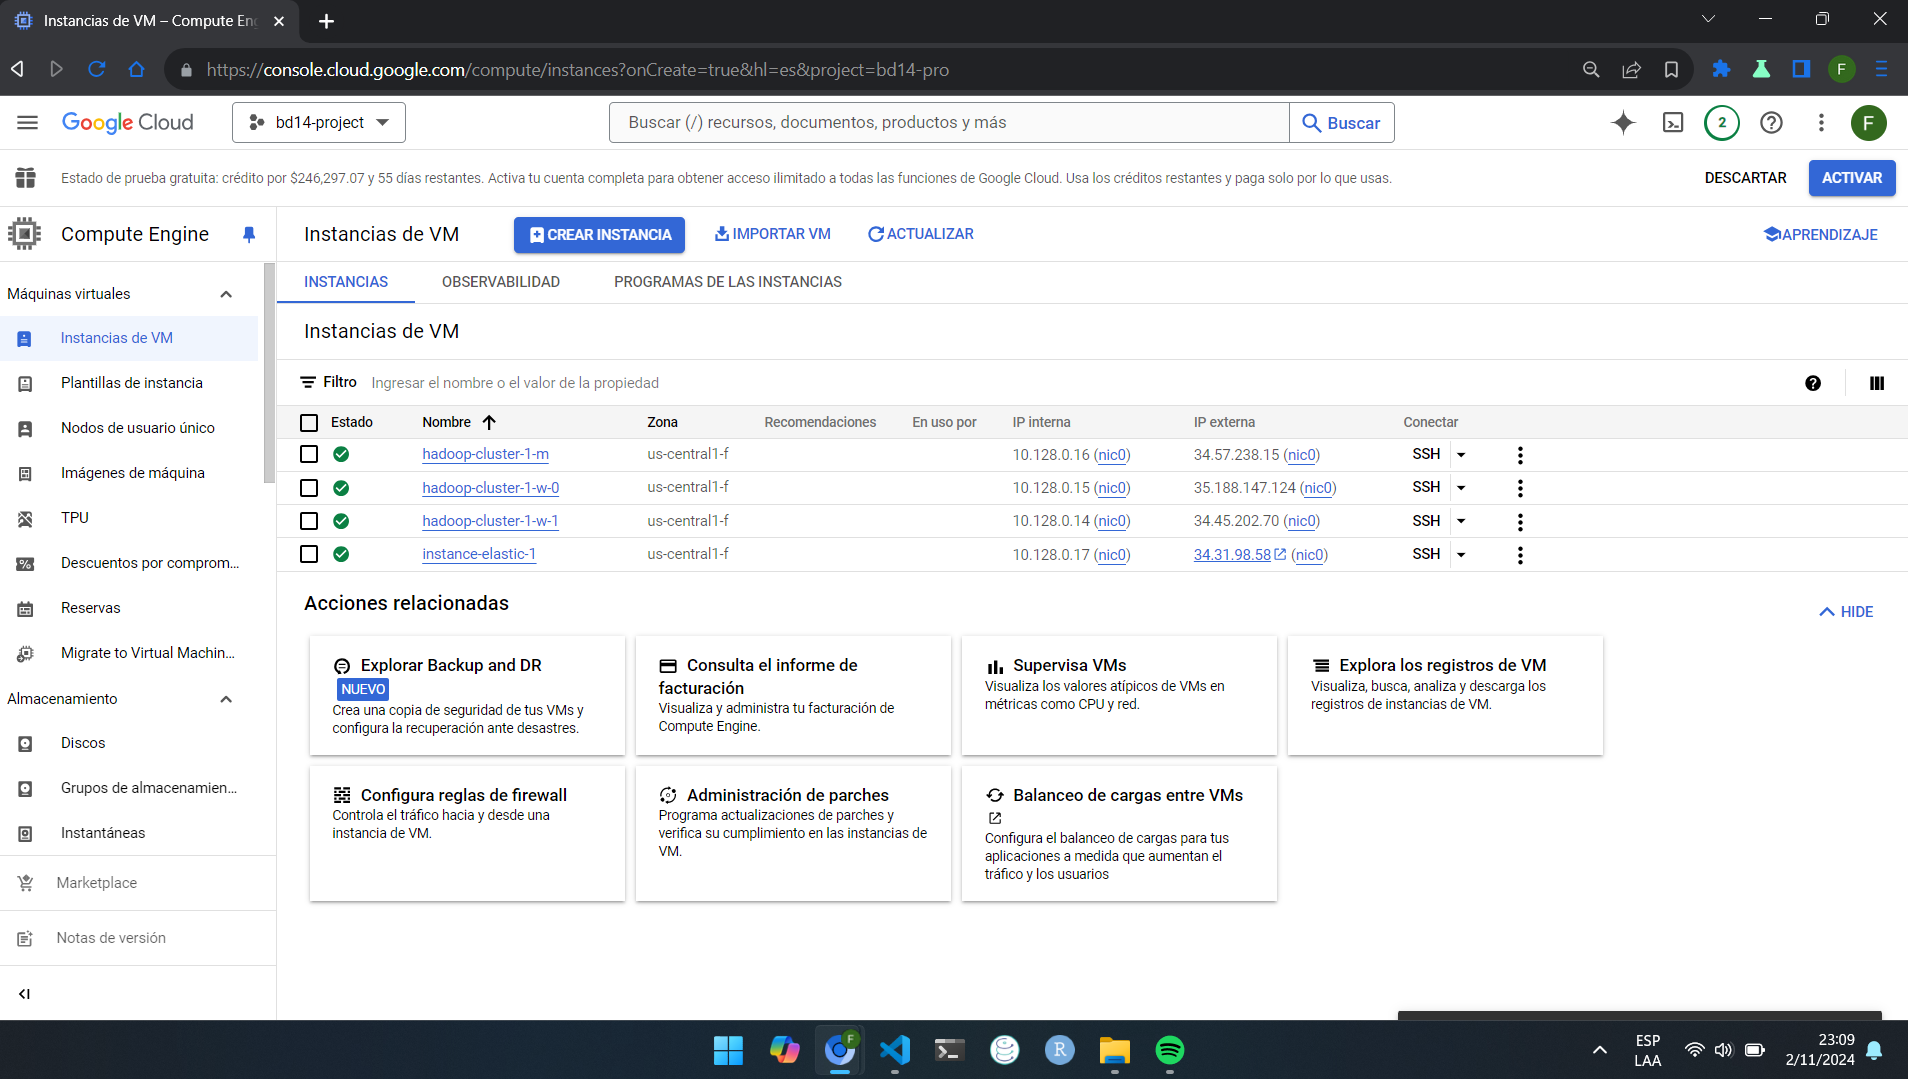 Instancias de VM – Compute En
https://console.cloud.google.com/compute/instances?onCreate=true&hl=es&project=bd14-pro
F
Google Cloud
bd14-project
Buscar (/) recursos, documentos, productos y más
Buscar
2
F
Estado de prueba gratuita: crédito por $246,297.07 y 55 días restantes. Activa tu cuenta completa para obtener acceso ilimitado a todas las funciones de Google Cloud. Usa los créditos restantes y paga solo por lo que usas.
DESCARTAR
ACTIVAR
Compute Engine
Instancias de VM
CREAR INSTANCIA
IMPORTAR VM
ACTUALIZAR
APRENDIZAJE
Máquinas virtuales
Instancias de VM
Plantillas de instancia
Nodos de usuario único
Imágenes de máquina
TPU
Descuentos por comprom...
Reservas
Migrate to Virtual Machin...
Almacenamiento
Discos
Grupos de almacenamien...
Instantáneas
Marketplace
Notas de versión
INSTANCIAS OBSERVABILIDAD PROGRAMAS DE LAS INSTANCIAS
Instancias de VM
Filtro Ingresar el nombre o el valor de la propiedad
Estado Nombre Zona Recomendaciones En uso por IP interna IP externa Conectar
hadoop-cluster-1-m us-central1-f 10.128.0.16 (nic0) 34.57.238.15 (nic0) SSH
hadoop-cluster-1-w-0 us-central1-f 10.128.0.15 (nic0) 35.188.147.124 (nic0) SSH
hadoop-cluster-1-w-1 us-central1-f 10.128.0.14 (nic0) 34.45.202.70 (nic0) SSH
instance-elastic-1 us-central1-f 10.128.0.17 (nic0) 34.31.98.58 (nic0) SSH
Acciones relacionadas
HIDE
Explorar Backup and DR
NUEVO
Crea una copia de seguridad de tus VMs y
configura la recuperación ante desastres.
Consulta el informe de
facturación
Visualiza y administra tu facturación de
Compute Engine.
Supervisa VMs
Visualiza los valores atípicos de VMs en
métricas como CPU y red.
Explora los registros de VM
Visualiza, busca, analiza y descarga los
registros de instancias de VM.
Configura reglas de firewall
Controla el tráfico hacia y desde una
instancia de VM.
Administración de parches
Programa actualizaciones de parches y
verifica su cumplimiento en las instancias de
VM.
Balanceo de cargas entre VMs
Configura el balanceo de cargas para tus
aplicaciones a medida que aumentan el
tráfico y los usuarios
F
R
ESP
LAA
23:09
2/11/2024